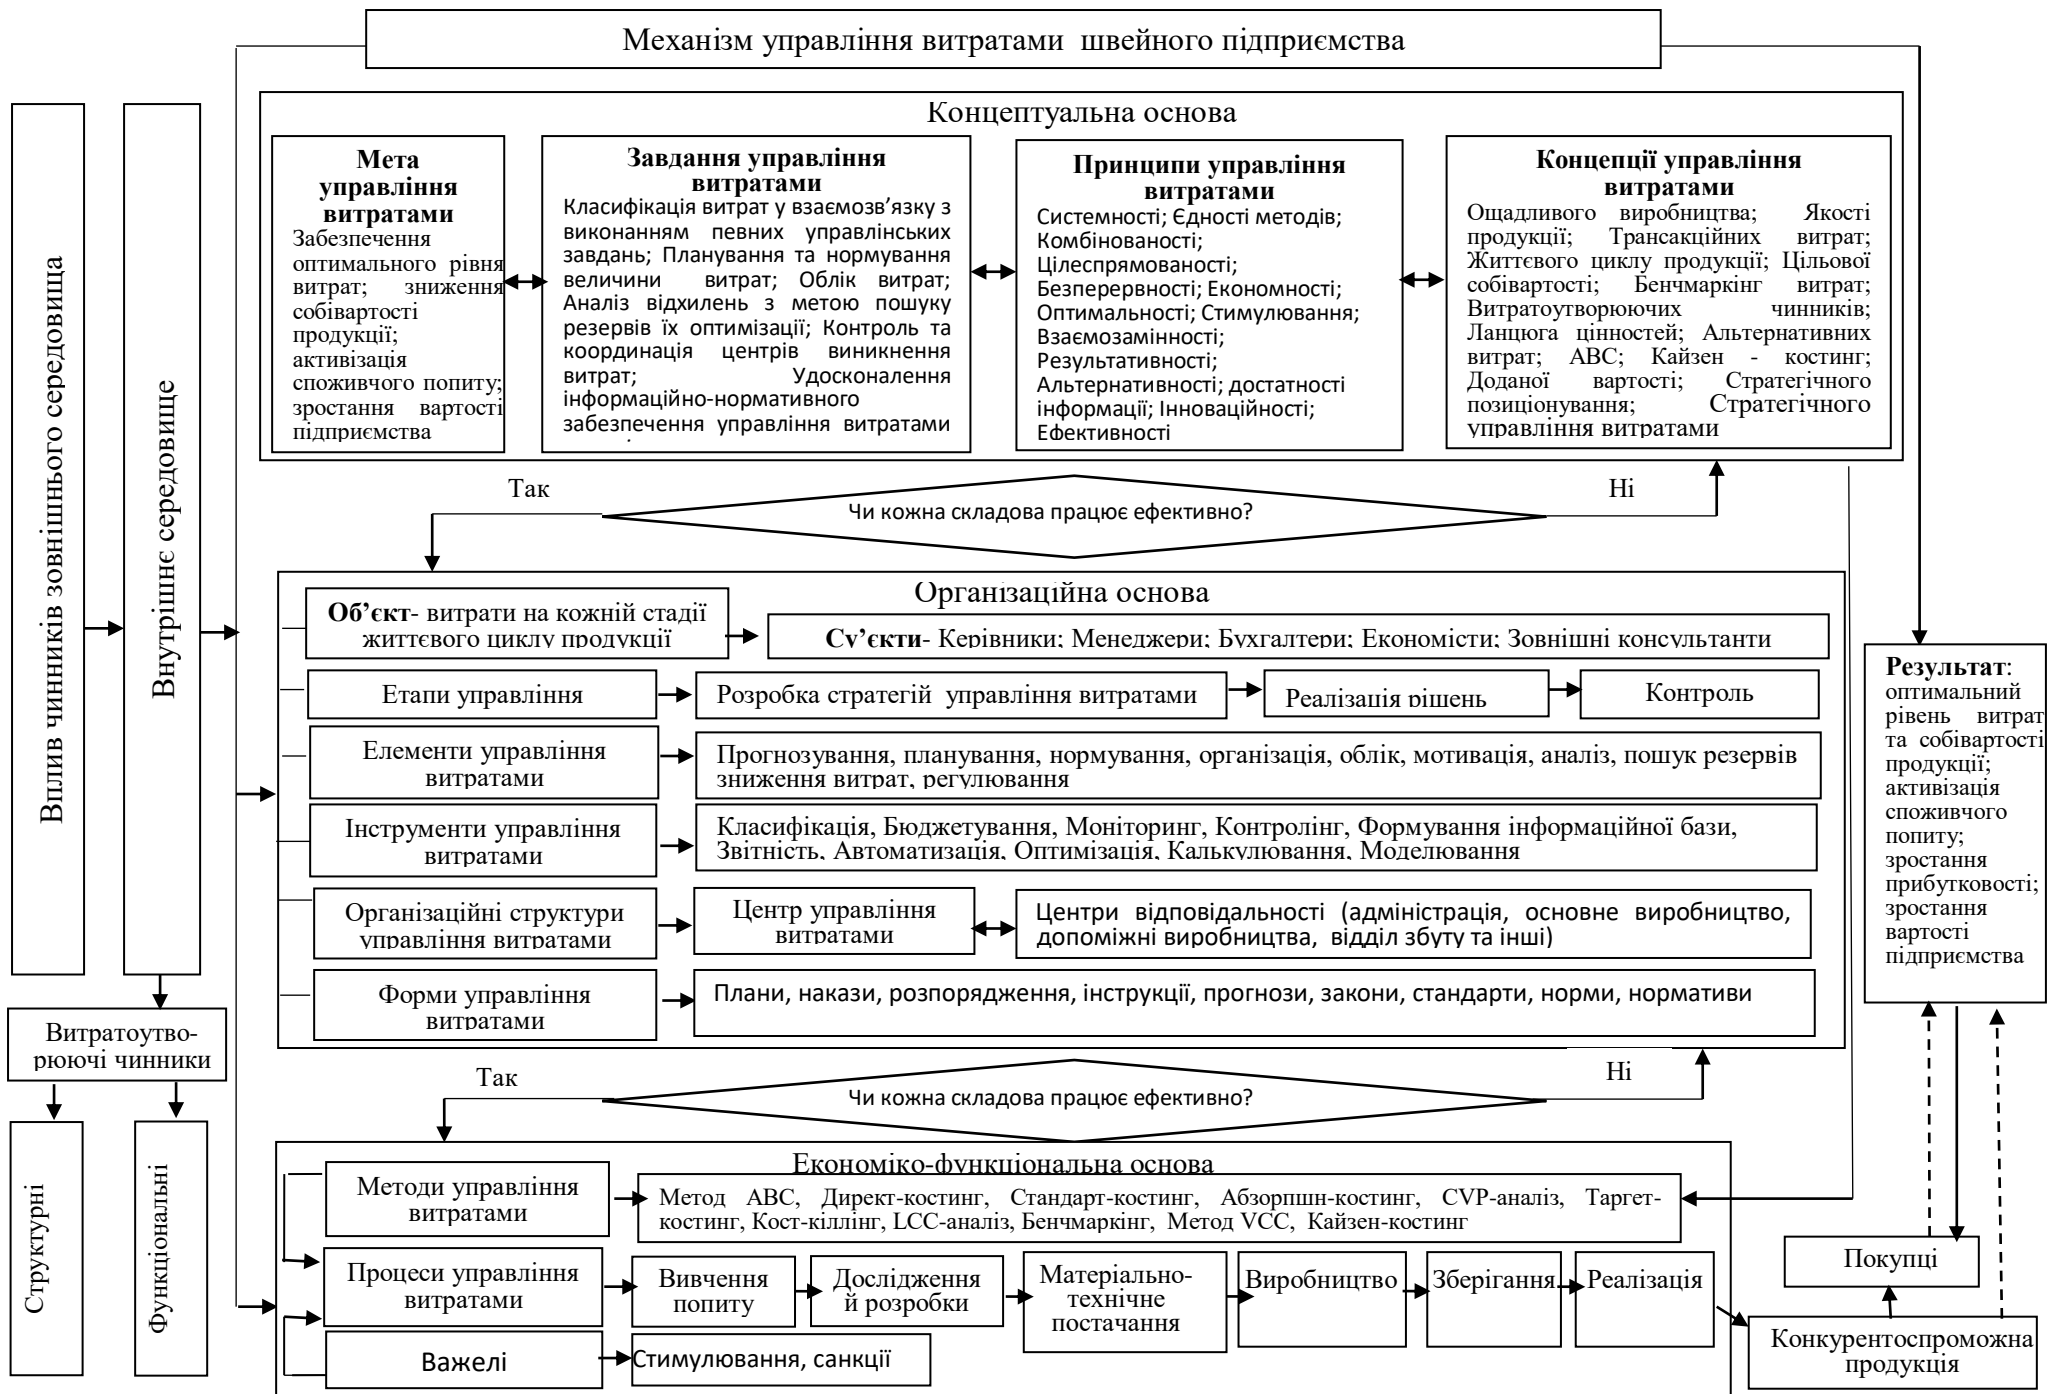 Механізм управління витратами швейного підприємства
Вплив чинників зовнішнього середовища
Внутрішнє середовище
Концептуальна основа
Мета
управління
витратами
Забезпечення
оптимального рівня
витрат; зниження
собівартості
продукції;
активізація
споживчого попиту;
зростання вартості
підприємства
Завдання управління
витратами
Класифікація витрат у взаємозв’язку з
виконанням певних управлінських
завдань; Планування та нормування
величини витрат; Облік витрат;
Аналіз відхилень з метою пошуку
резервів їх оптимізації; Контроль та
координація центрів виникнення
витрат; Удосконалення
інформаційно-нормативного
забезпечення управління витратами
Принципи управління
витратами
Системності; Єдності методів;
Комбінованості;
Цілеспрямованості;
Безперервності; Економності;
Оптимальності; Стимулювання;
Взаємозамінності;
Результативності;
Альтернативності; достатності
інформації; Інноваційності;
Ефективності
Концепції управління
витратами
Ощадливого виробництва; Якості
продукції; Трансакційних витрат;
Життєвого циклу продукції; Цільової
собівартості; Бенчмаркінг витрат;
Витратоутворюючих чинників;
Ланцюга цінностей; Альтернативних
витрат; АВС; Кайзен - костинг;
Доданої вартості; Стратегічного
позиціонування; Стратегічного
управління витратами
Так
Чи кожна складова працює ефективно?
Ні
Організаційна основа
Об’єкт- витрати на кожній стадії
життєвого циклу продукції
Су’єкти- Керівники; Менеджери; Бухгалтери; Економісти; Зовнішні консультанти
Етапи управління
Розробка стратегій управління витратами
Реалізація рішень
Контроль
Елементи управління
витратами
Прогнозування, планування, нормування, організація, облік, мотивація, аналіз, пошук резервів
зниження витрат, регулювання
Інструменти управління
витратами
Класифікація, Бюджетування, Моніторинг, Контролінг, Формування інформаційної бази,
Звітність, Автоматизація, Оптимізація, Калькулювання, Моделювання
Організаційні структури
управління витратами
Центр управління
витратами
Центри відповідальності (адміністрація, основне виробництво,
допоміжні виробництва, відділ збуту та інші)
Форми управління
витратами
Плани, накази, розпорядження, інструкції, прогнози, закони, стандарти, норми, нормативи
Результат:
оптимальний
рівень витрат
та собівартості
продукції;
активізація
споживчого
попиту;
зростання
прибутковості;
зростання
вартості
підприємства
Витратоутво-
рюючі чинники
Структурні
Функціональні
Так
Чи кожна складова працює ефективно?
Ні
Економіко-функціональна основа
Методи управління
витратами
Метод АВС, Директ-костинг, Стандарт-костинг, Абзорпшн-костинг, CVP-аналіз, Таргет-
костинг, Кост-кіллінг, LCC-аналіз, Бенчмаркінг, Метод VCC, Кайзен-костинг
Процеси управління
витратами
Вивчення
попиту
Дослідження
й розробки
Матеріально-
технічне
постачання
Виробництво
Зберігання
Реалізація
Важелі
Стимулювання, санкції
Покупці
Конкурентоспроможна
продукція